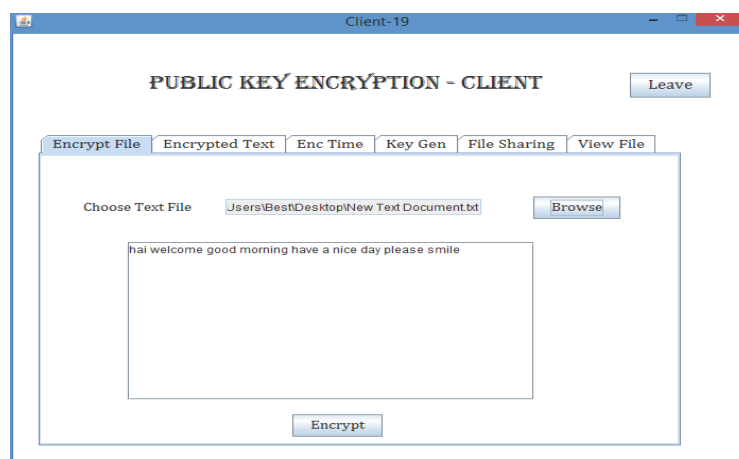 Client-19
PUBLIC KEY ENCRYPTION - CLIENT
Leave
Encrypt File Encrypted Text Enc Time Key Gen File Sharing View File
Choose Text File Users\Best\Desktop\New Text Document.txt Browse
hai welcome good morning have a nice day please smile
Encrypt